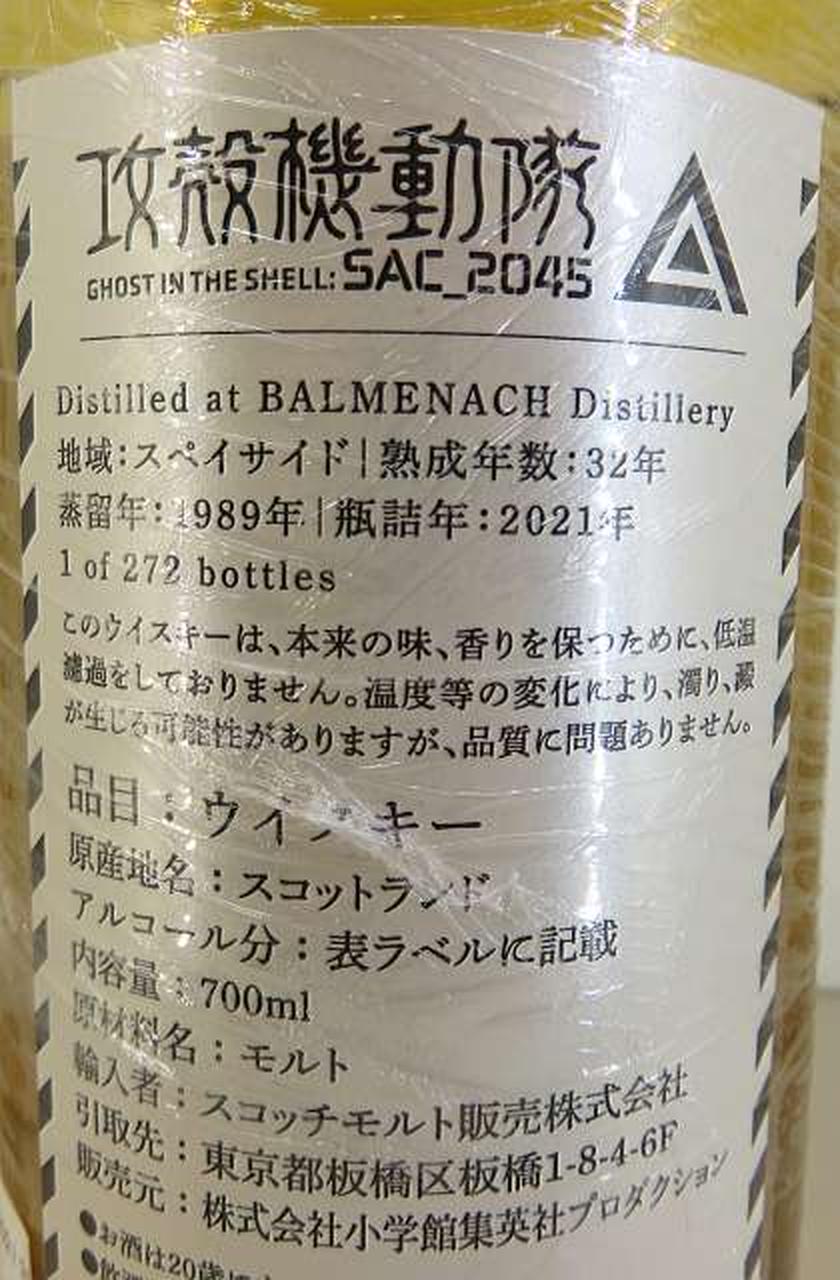 攻殻機動隊
GHOST IN THE SHELL: SAC_2045
Distilled at BALMENACH Distillery
地域:スペイサイド|熟成年数:32年
蒸留年:1989年|瓶詰年:2021年
1 of 272 bottles
このウイスキーは、本来の味、香りを保つために、低温
濾過をしておりません。温度等の変化により、濁り、澱
が生じる可能性がありますが、品質に問題ありません。
品目:ウイスキー
原産地名:スコットランド
アルコール分:表ラベルに記載
内容量:700ml
原材料名:モルト
輸入者:スコッチモルト販売株式会社
引取先:東京都板橋区板橋1-8-4-6F
販売元:株式会社小学館集英社プロダクション
●お酒は20歳